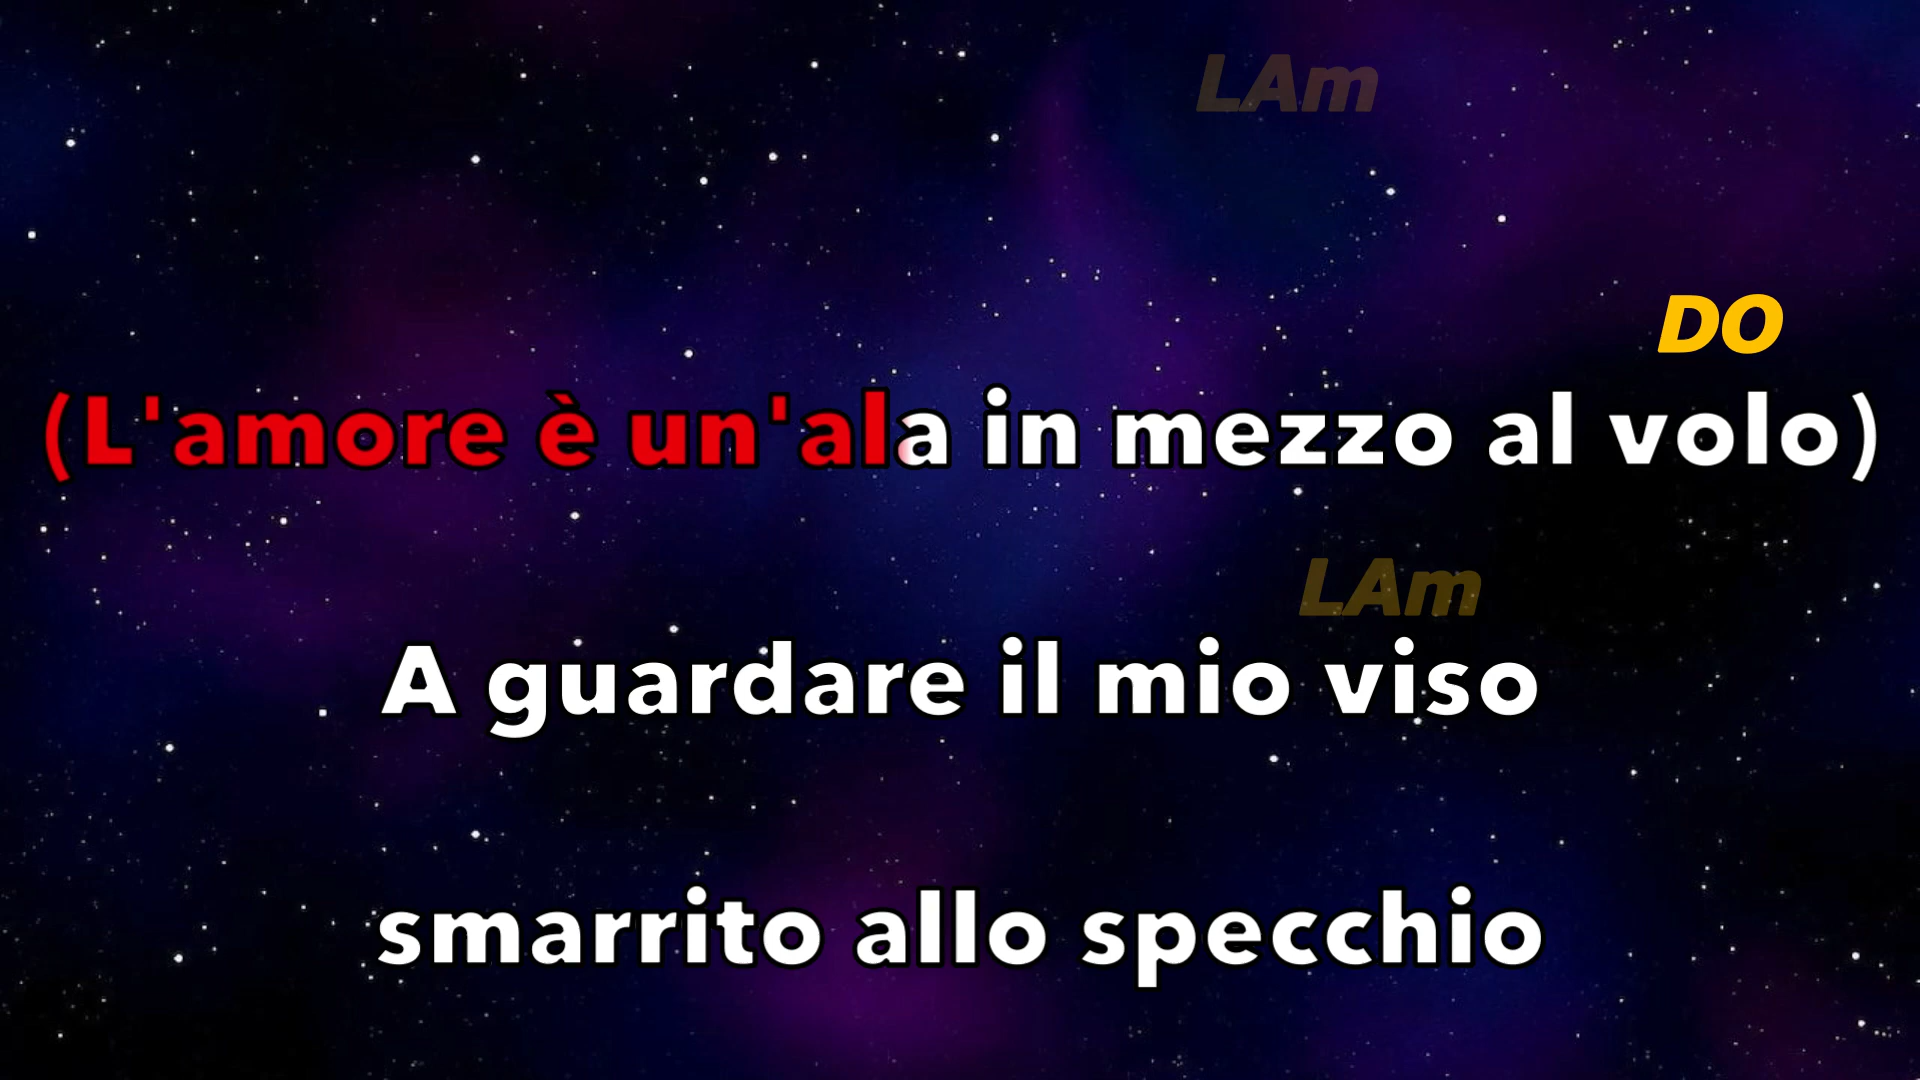 LAm
DO
(L'amore è un'ala in mezzo al volo)
LAm
A guardare il mio viso
smarrito allo specchio